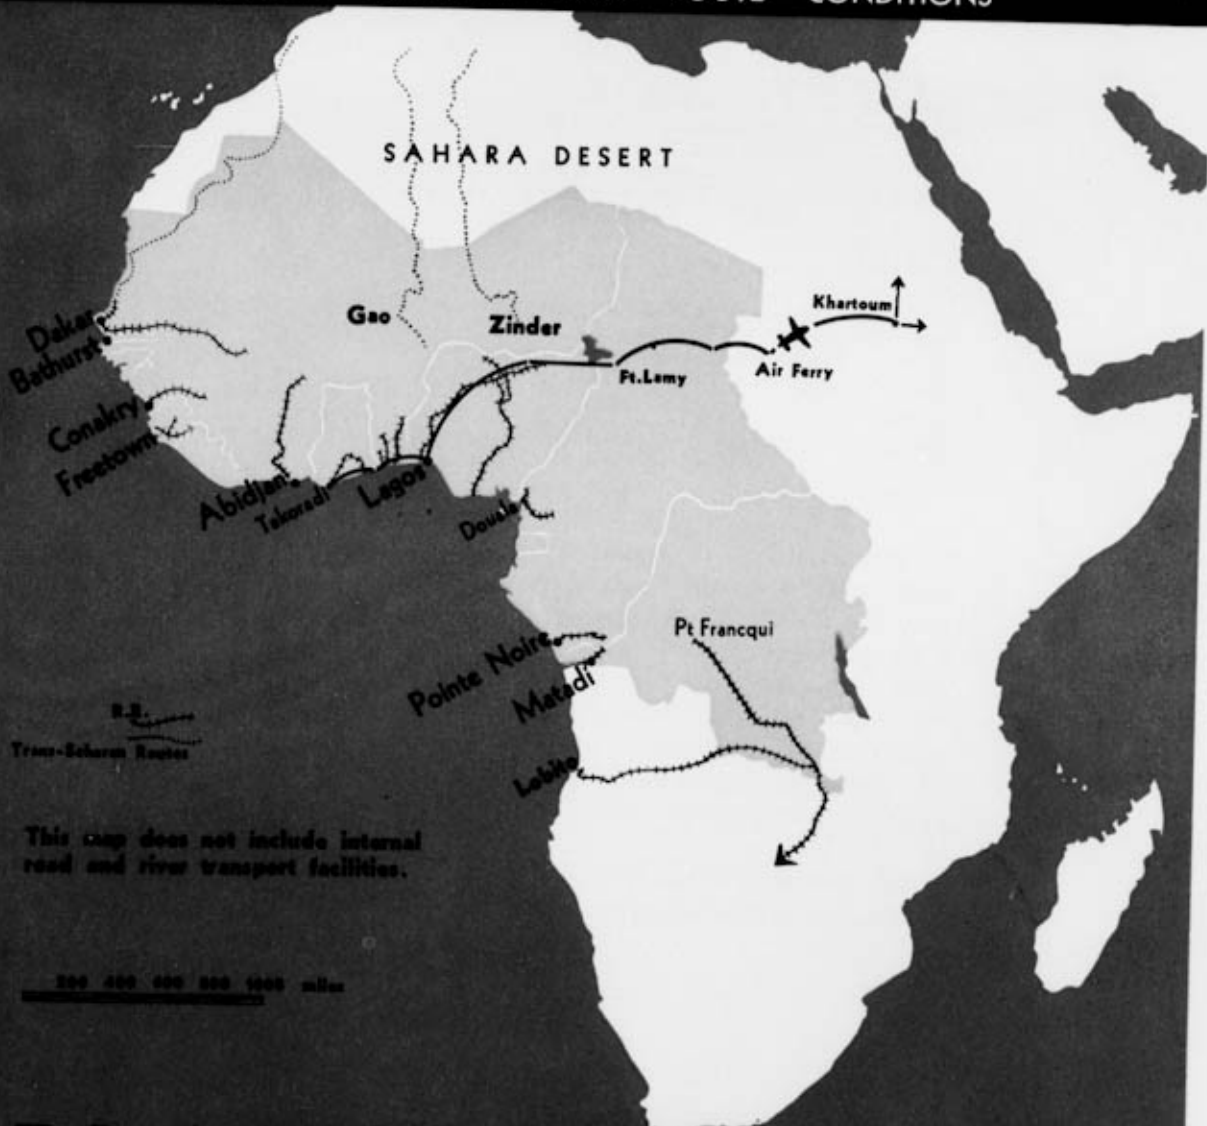 CONDITIONS
SAHARA DESERT
Khartoum
Dakar
Gao
Zinder
Bathurst
Ft.Lamy
Air Ferry
Conakry
Freetown
Abidjan
Takoradi
Lagos
Douala
Pt Francqui
Pointe Noire
Matadi
R.R.
Trans-Saharan Routes
Lobito
This map does not include internal
road and river transport facilities.
200 400 600 800 1000 miles